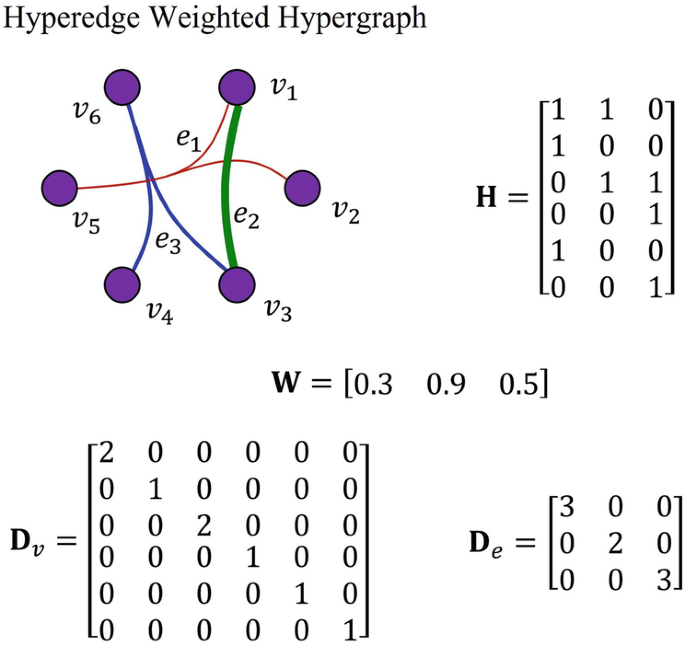 Hyperedge Weighted Hypergraph
v₆
v₁
e₁
v₅
v₂
e₂
e₃
v₄
v₃
H = [1 1 0
1 0 0
0 1 1
0 0 1
1 0 0
0 0 1]
W = [0.3 0.9 0.5]
Dᵥ = [2 0 0 0 0 0
0 1 0 0 0 0
0 0 2 0 0 0
0 0 0 1 0 0
0 0 0 0 1 0
0 0 0 0 0 1]
Dₑ = [3 0 0
0 2 0
0 0 3]